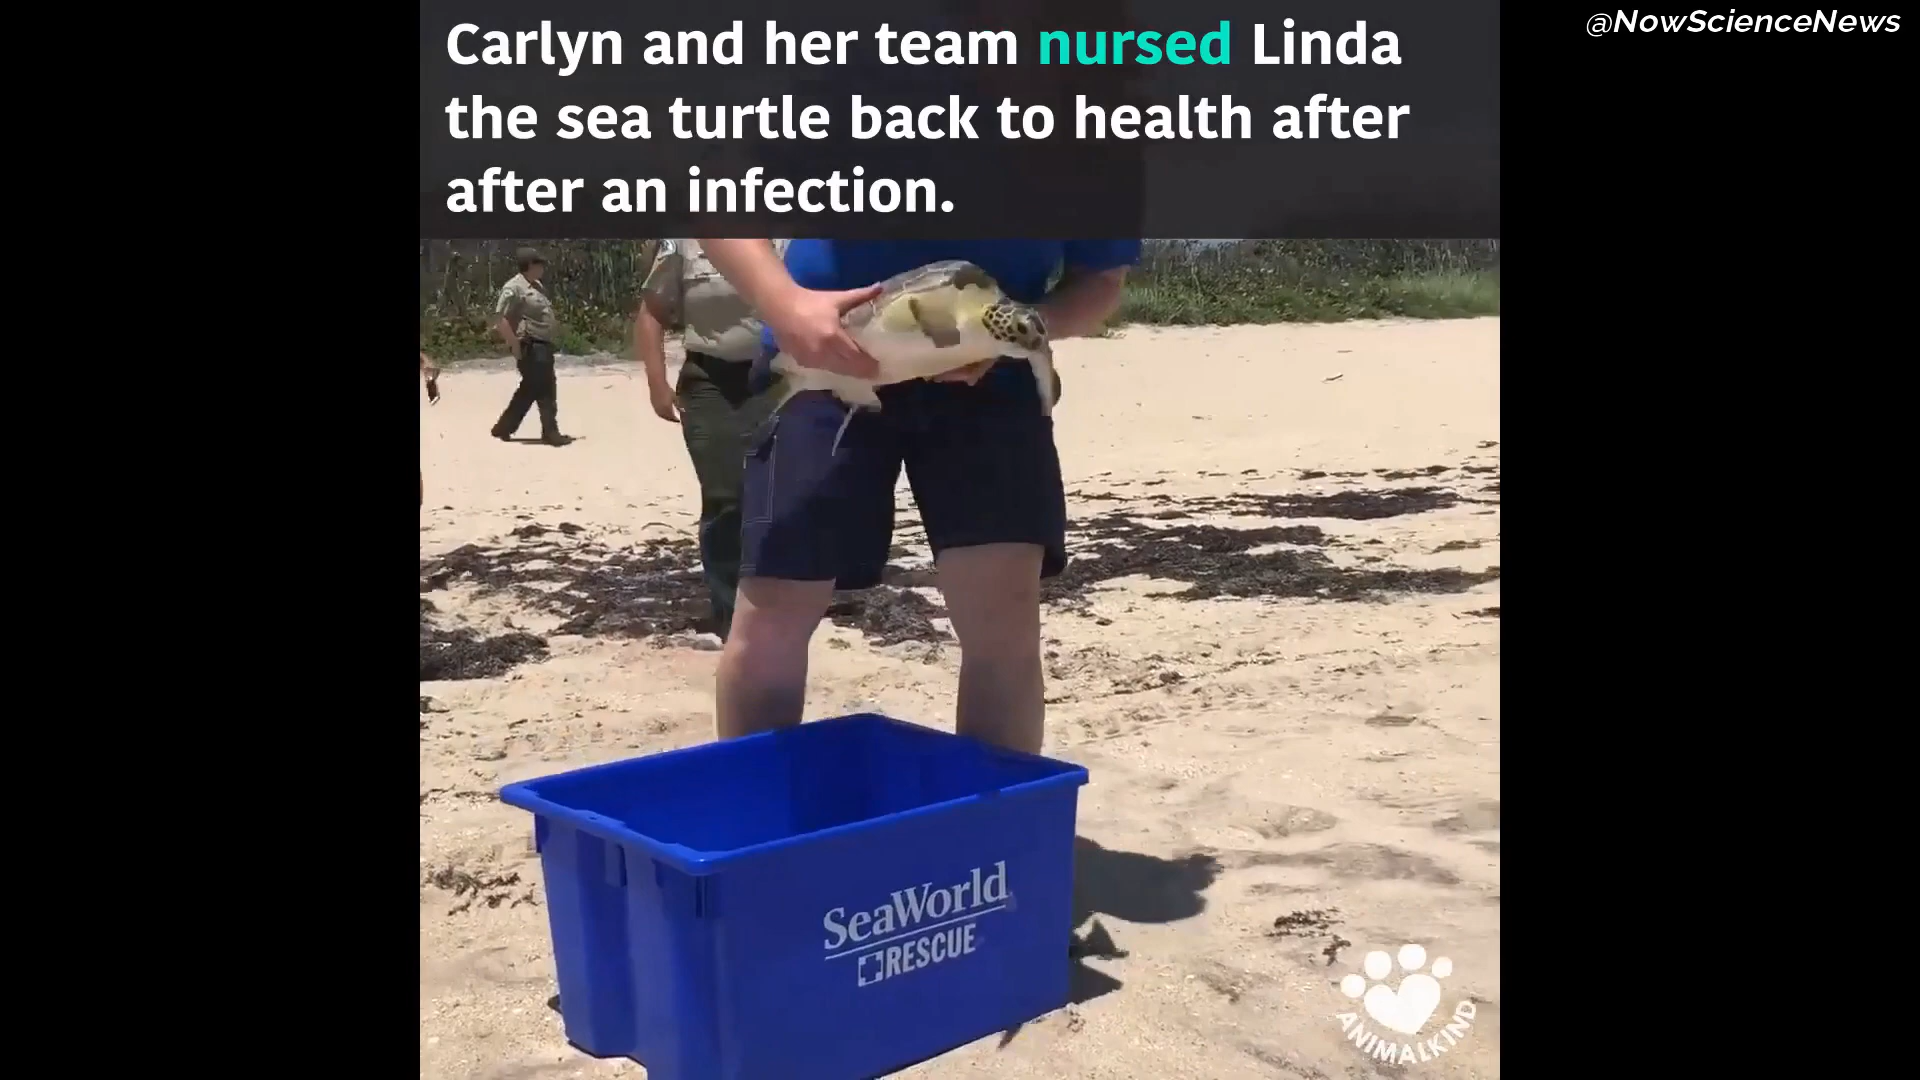 @NowScienceNews
Carlyn and her team nursed Linda
the sea turtle back to health after
after an infection.
SeaWorld
RESCUE
ANIMALKIND